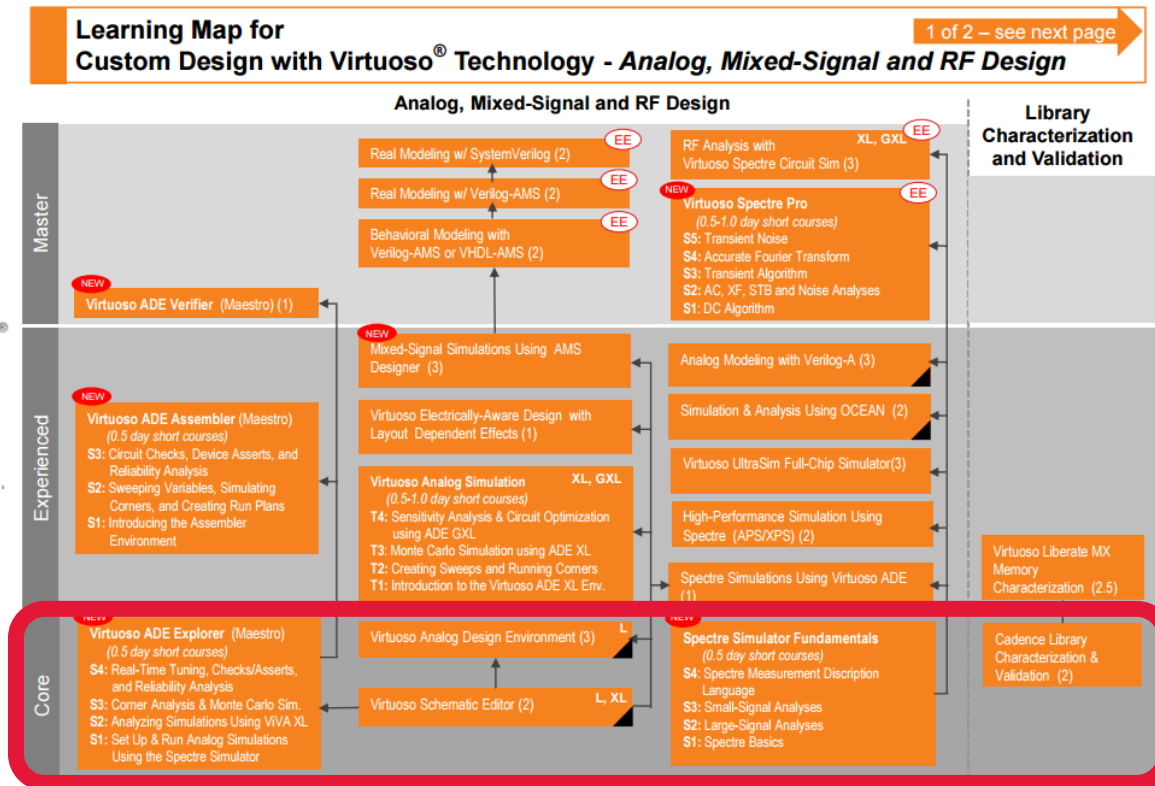 Learning Map for
Custom Design with Virtuoso® Technology - Analog, Mixed-Signal and RF Design
1 of 2 – see next page
Analog, Mixed-Signal and RF Design
Library
Characterization
and Validation
Master
Real Modeling w/ SystemVerilog (2)
EE
Real Modeling w/ Verilog-AMS (2)
EE
Behavioral Modeling with
Verilog-AMS or VHDL-AMS (2)
EE
RF Analysis with
Virtuoso Spectre Circuit Sim (3)
XL, GXL
EE
NEW
Virtuoso Spectre Pro
(0.5-1.0 day short courses)
S5: Transient Noise
S4: Accurate Fourier Transform
S3: Transient Algorithm
S2: AC, XF, STB and Noise Analyses
S1: DC Algorithm
EE
NEW
Virtuoso ADE Verifier (Maestro) (1)
®
Experienced
NEW
Virtuoso ADE Assembler (Maestro)
(0.5 day short courses)
S3: Circuit Checks, Device Asserts, and
Reliability Analysis
S2: Sweeping Variables, Simulating
Corners, and Creating Run Plans
S1: Introducing the Assembler
Environment
NEW
Mixed-Signal Simulations Using AMS
Designer (3)
Virtuoso Electrically-Aware Design with
Layout Dependent Effects (1)
Virtuoso Analog Simulation
XL, GXL
(0.5-1.0 day short courses)
T4: Sensitivity Analysis & Circuit Optimization
using ADE GXL
T3: Monte Carlo Simulation using ADE XL
T2: Creating Sweeps and Running Corners
T1: Introduction to the Virtuoso ADE XL Env.
Analog Modeling with Verilog-A (3)
Simulation & Analysis Using OCEAN (2)
Virtuoso UltraSim Full-Chip Simulator(3)
High-Performance Simulation Using
Spectre (APS/XPS) (2)
Spectre Simulations Using Virtuoso ADE
(1)
Virtuoso Liberate MX
Memory
Characterization (2.5)
Core
NEW
Virtuoso ADE Explorer (Maestro)
(0.5 day short courses)
S4: Real-Time Tuning, Checks/Asserts,
and Reliability Analysis
S3: Corner Analysis & Monte Carlo Sim.
S2: Analyzing Simulations Using ViVA XL
S1: Set Up & Run Analog Simulations
Using the Spectre Simulator
Virtuoso Analog Design Environment (3)
L
Virtuoso Schematic Editor (2)
L, XL
NEW
Spectre Simulator Fundamentals
(0.5 day short courses)
S4: Spectre Measurement Discription
Language
S3: Small-Signal Analyses
S2: Large-Signal Analyses
S1: Spectre Basics
Cadence Library
Characterization &
Validation (2)